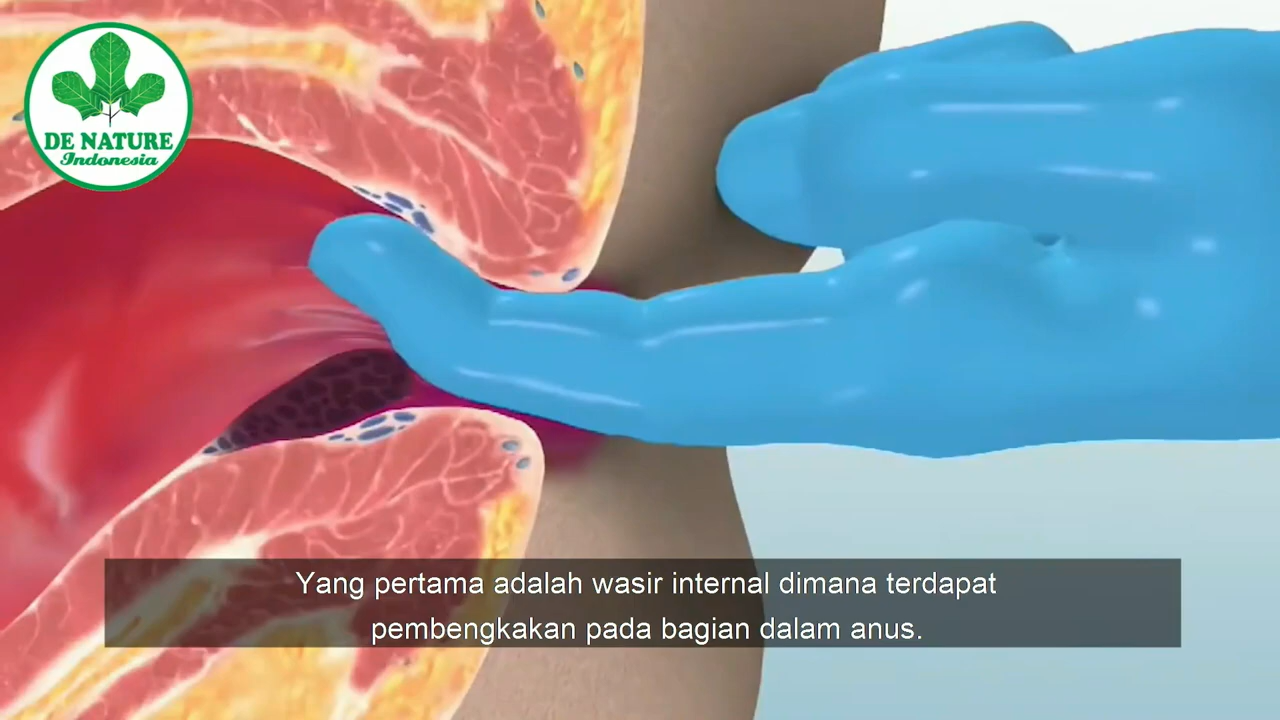 DE NATURE
Indonesia
Yang pertama adalah wasir internal dimana terdapat
pembengkakan pada bagian dalam anus.